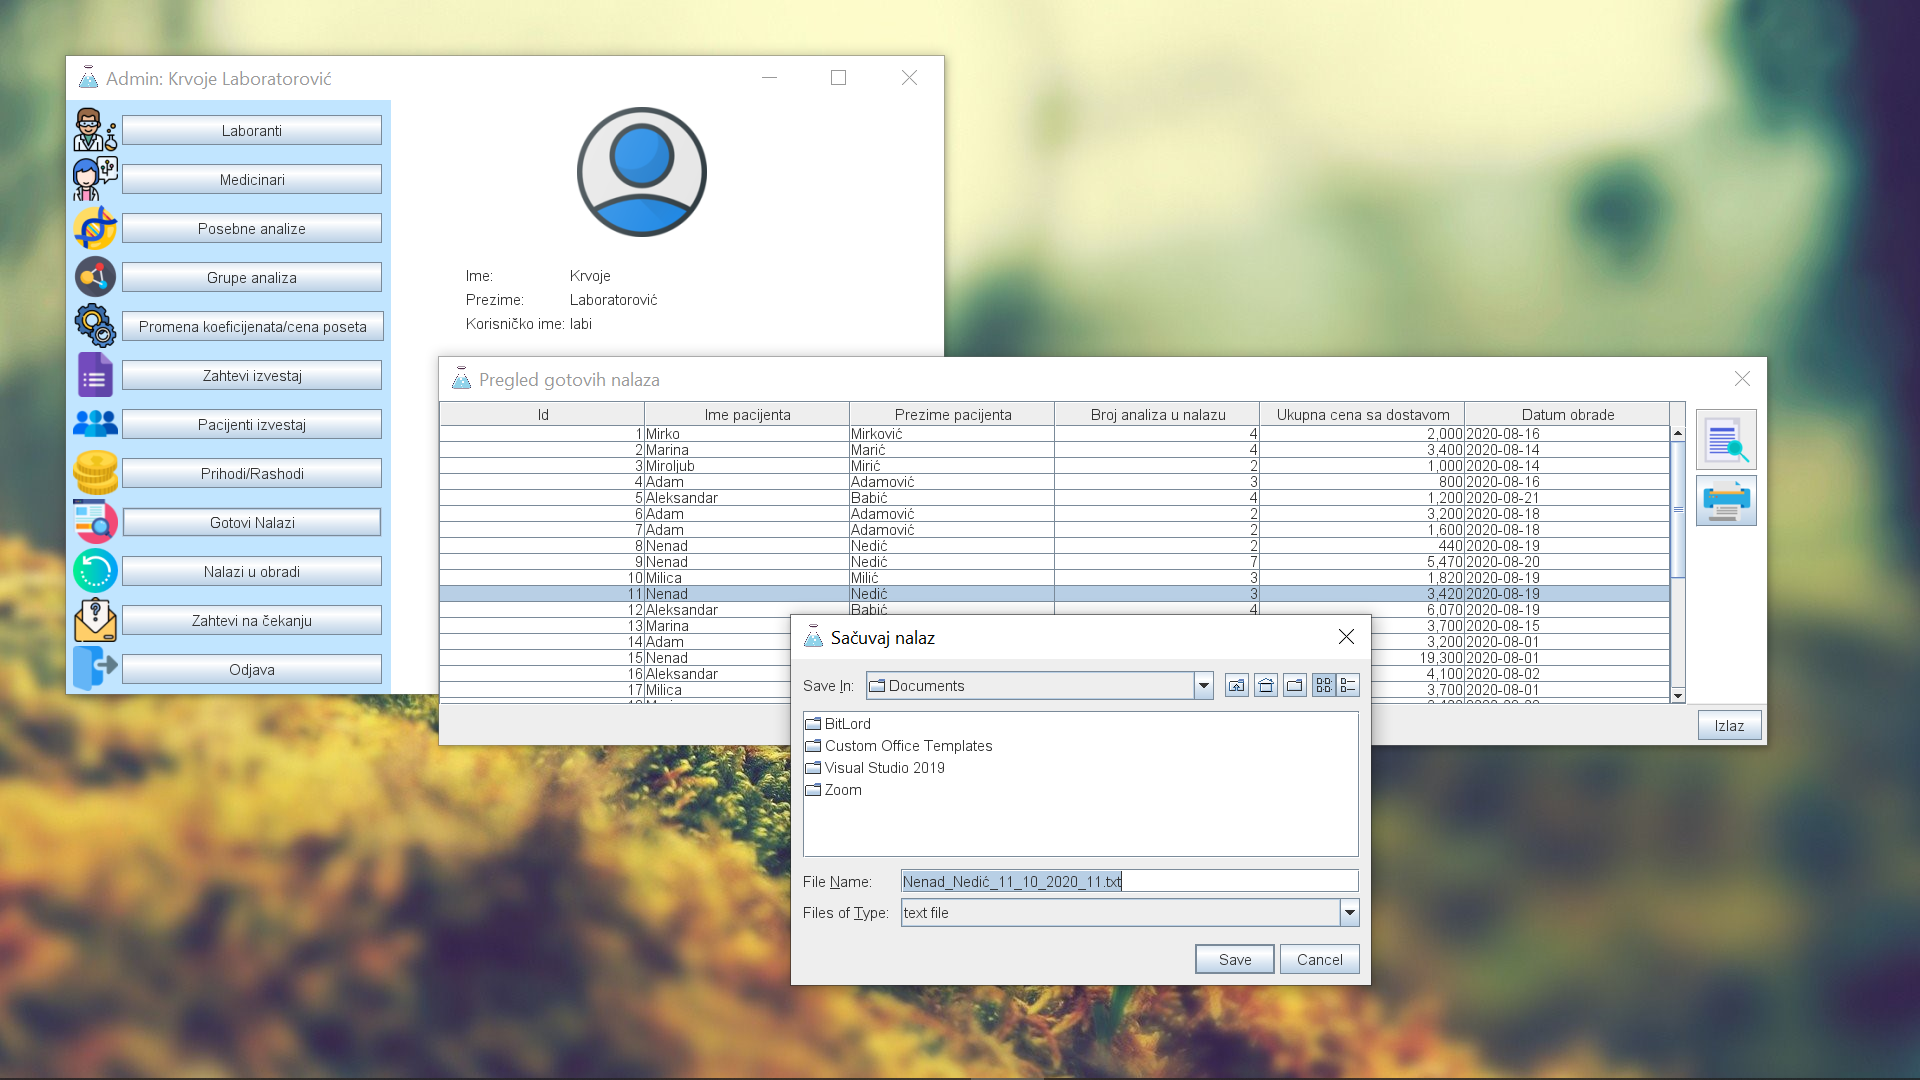 Admin: Krvoje Laboratorović
Laboranti
Medicinari
Posebne analize
Grupe analiza
Promena koeficijenata/cena poseta
Zahtevi izvestaj
Pacijenti izvestaj
Prihodi/Rashodi
Gotovi Nalazi
Nalazi u obradi
Zahtevi na čekanju
Odjava
Ime: Krvoje
Prezime: Laboratorović
Korisničko ime: labi
Pregled gotovih nalaza
Id Ime pacijenta Prezime pacijenta Broj analiza u nalazu Ukupna cena sa dostavom Datum obrade
1 Mirko Mirković 4 2,000 2020-08-16
2 Marina Marić 4 3,400 2020-08-14
3 Miroljub Mirić 2 1,000 2020-08-14
4 Adam Adamović 3 800 2020-08-16
5 Aleksandar Babić 4 1,200 2020-08-21
6 Adam Adamović 2 3,200 2020-08-18
7 Adam Adamović 2 1,600 2020-08-18
8 Nenad Nedić 2 440 2020-08-19
9 Nenad Nedić 7 5,470 2020-08-20
10 Milica Milić 3 1,820 2020-08-19
11 Nenad Nedić 3 3,420 2020-08-19
12 Aleksandar Babić 4 6,070 2020-08-19
13 Marina 3,700 2020-08-15
14 Adam 3,200 2020-08-01
15 Nenad 19,300 2020-08-01
16 Aleksandar 4,100 2020-08-02
17 Milica 3,700 2020-08-01
Izlaz
Sačuvaj nalaz
Save In: Documents
BitLord
Custom Office Templates
Visual Studio 2019
Zoom
File Name: Nenad_Nedić_11_10_2020_11.txt
Files of Type: text file
Save Cancel